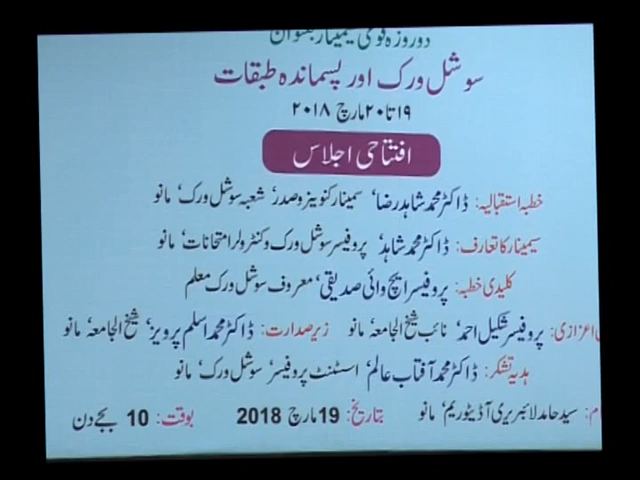 دو روزہ قومی سیمینار بعنوان
سوشل ورک اور پسماندہ طبقات
۱۹ تا ۲۰ مارچ ۲۰۱۸
افتتاحی اجلاس
خطبہ استقبالیہ: ڈاکٹر محمد شاہد رضا، سمینار کنوینر و صدر شعبہ سوشل ورک، مانو
سیمینار کا تعارف: ڈاکٹر محمد شاہد، پروفیسر سوشل ورک و کنٹرولر امتحانات، مانو
کلیدی خطبہ: پروفیسر ایچ وائی صدیقی، معروف سوشل ورک معلم
اعزازی: پروفیسر شکیل احمد، نائب شیخ الجامعہ، مانو زیر صدارت: ڈاکٹر محمد اسلم پرویز، شیخ الجامعہ، مانو
ہدیہ تشکر: ڈاکٹر محمد آفتاب عالم، اسسٹنٹ پروفیسر، سوشل ورک، مانو
سید حامد لائبریری آڈیٹوریم، مانو بتاریخ: 19 مارچ 2018 بوقت: 10 بجے دن